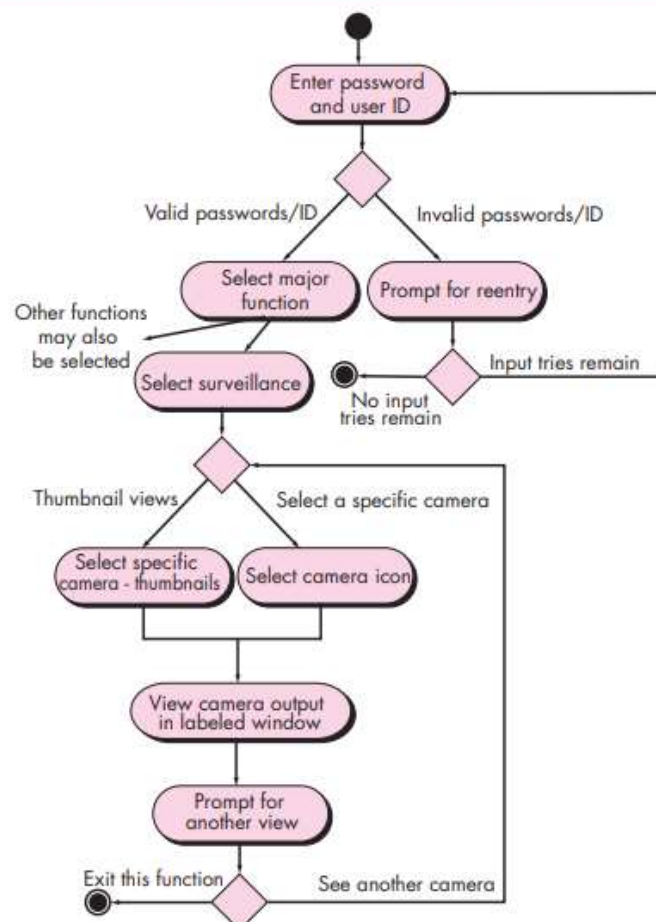 Enter password
and user ID
Valid passwords/ID
Invalid passwords/ID
Select major
function
Prompt for reentry
Other functions
may also
be selected
Input tries remain
No input
tries remain
Select surveillance
Thumbnail views
Select a specific camera
Select specific
camera - thumbnails
Select camera icon
View camera output
in labeled window
Prompt for
another view
Exit this function
See another camera